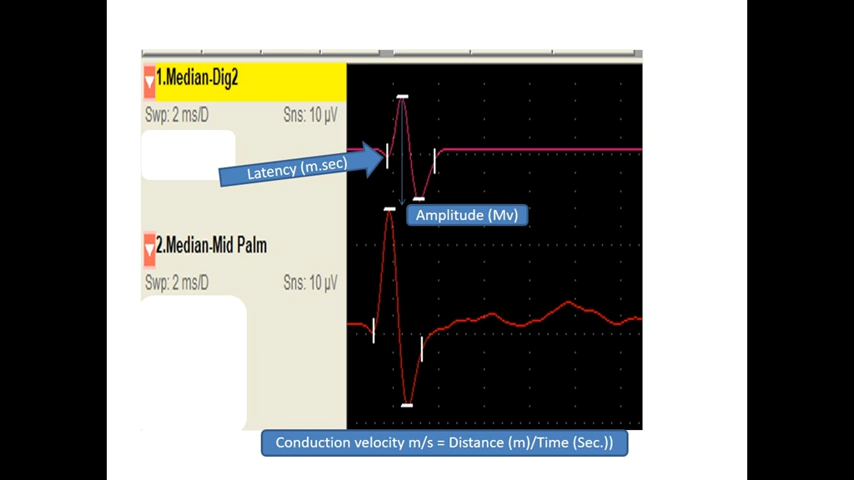 1.Median-Dig2
Swp: 2 ms/D Sns: 10 µV
Latency (m.sec)
Amplitude (Mv)
2.Median-Mid Palm
Swp: 2 ms/D Sns: 10 µV
Conduction velocity m/s = Distance (m)/Time (Sec.))